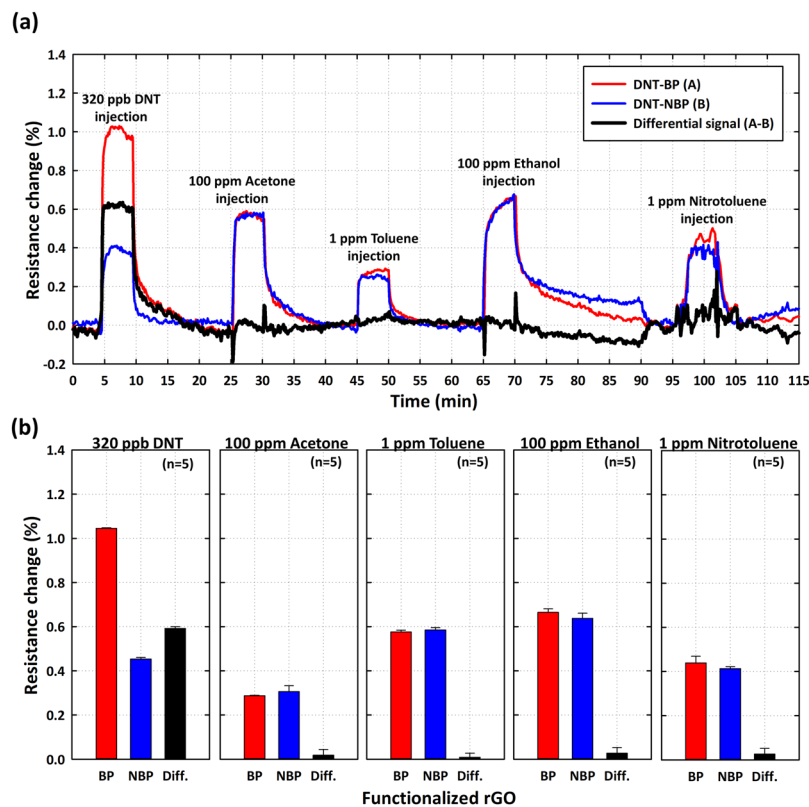 (a)
1.4
1.2
1.0
0.8
0.6
0.4
0.2
0.0
-0.2
Resistance change (%)
320 ppb DNT
injection
100 ppm Acetone
injection
1 ppm Toluene
injection
100 ppm Ethanol
injection
1 ppm Nitrotoluene
injection
DNT-BP (A)
DNT-NBP (B)
Differential signal (A-B)
0 5 10 15 20 25 30 35 40 45 50 55 60 65 70 75 80 85 90 95 100 105 110 115
Time (min)
(b)
320 ppb DNT 100 ppm Acetone 1 ppm Toluene 100 ppm Ethanol 1 ppm Nitrotoluene
(n=5) (n=5) (n=5) (n=5) (n=5)
1.4
1.2
1.0
0.8
0.6
0.4
0.2
0.0
Resistance change (%)
BP NBP Diff. BP NBP Diff. BP NBP Diff. BP NBP Diff. BP NBP Diff.
Functionalized rGO